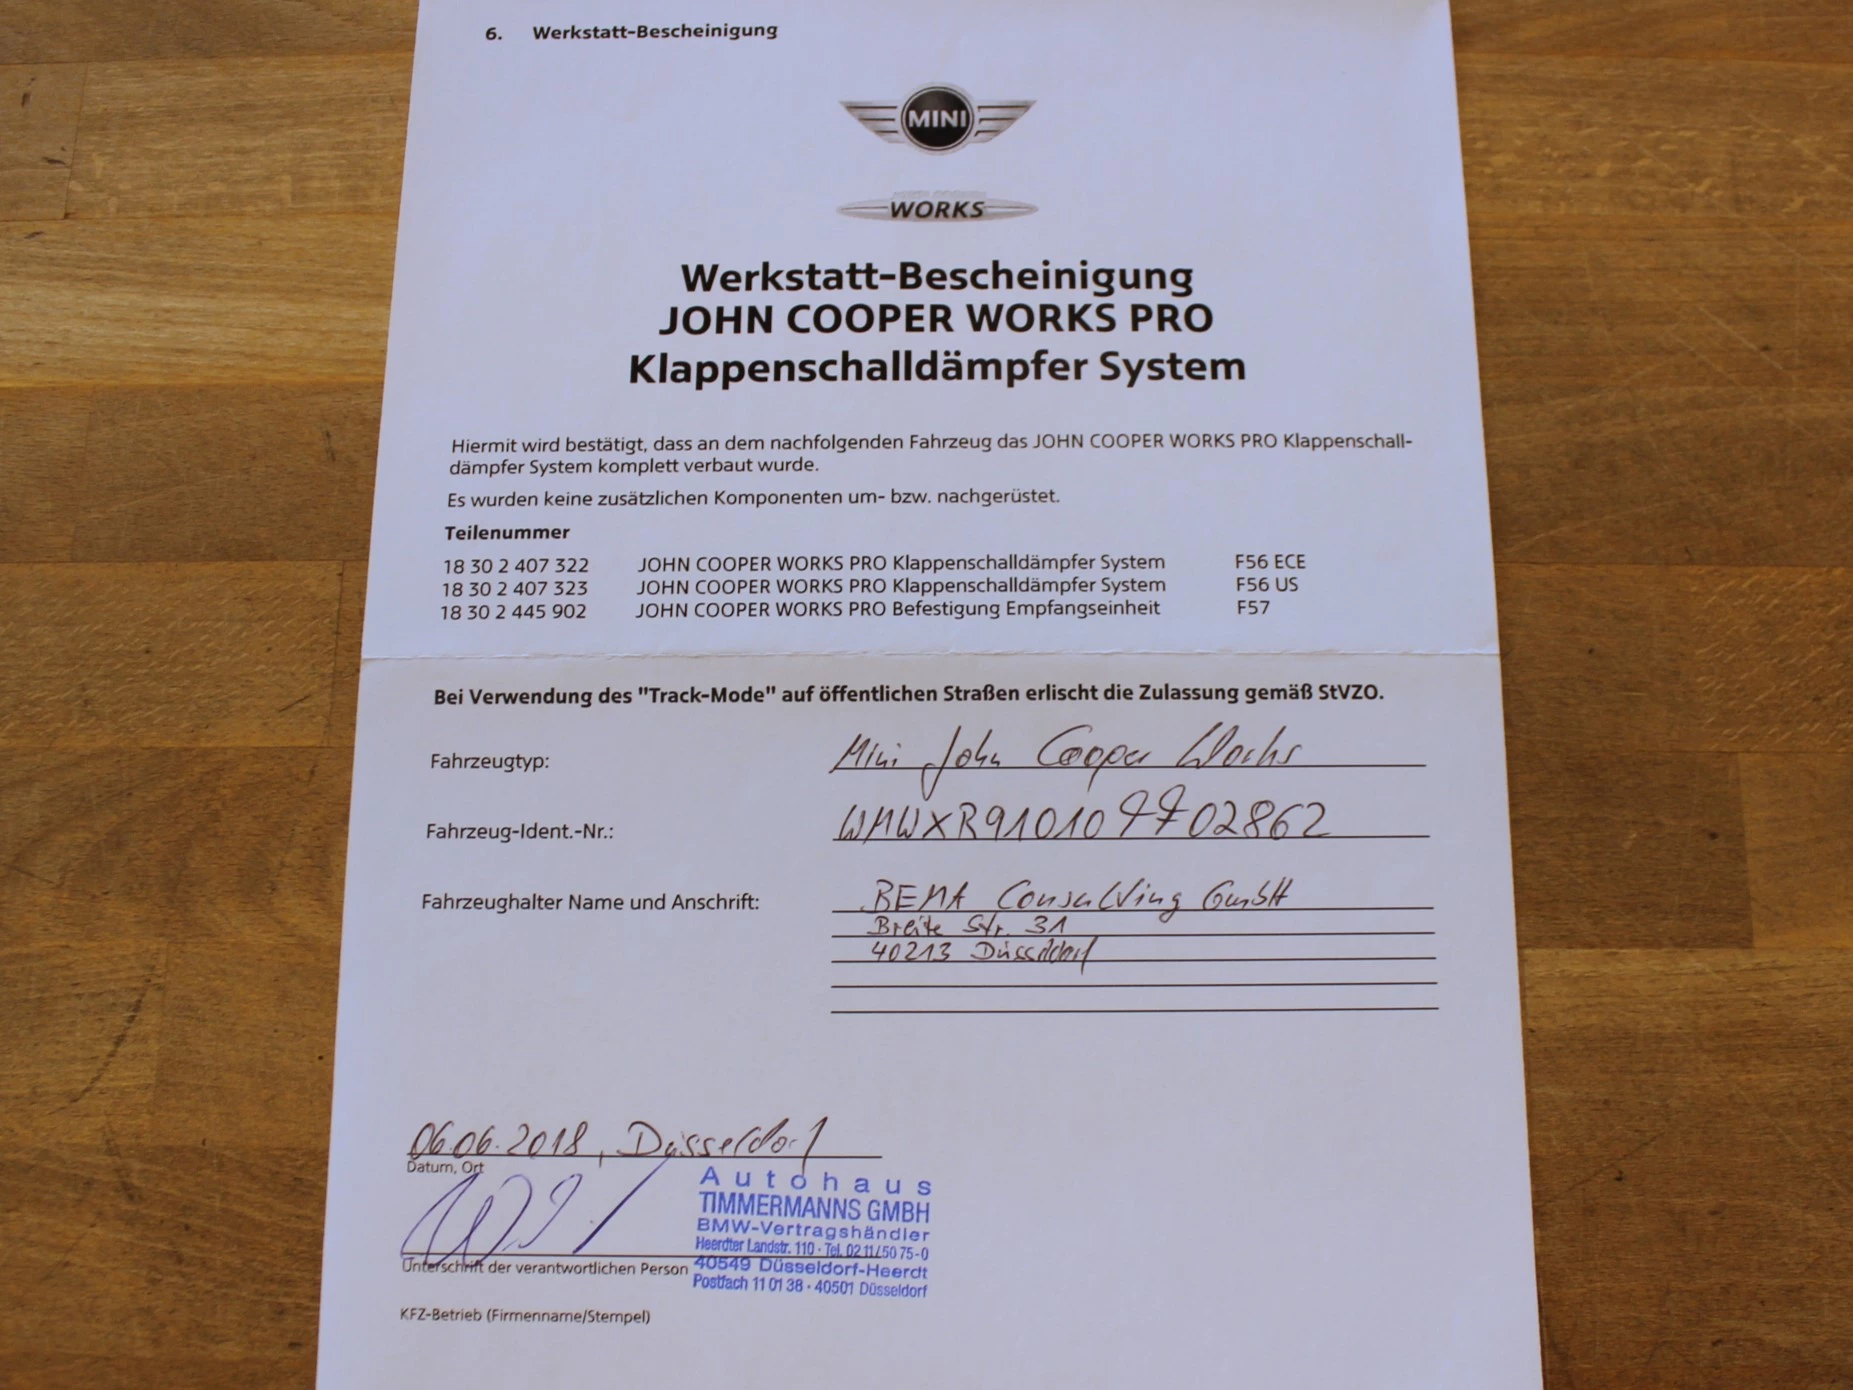 6. Werkstatt-Bescheinigung
MINI
WORKS
Werkstatt-Bescheinigung
JOHN COOPER WORKS PRO
Klappenschalldämpfer System
Hiermit wird bestätigt, dass an dem nachfolgenden Fahrzeug das JOHN COOPER WORKS PRO Klappenschall-
dämpfer System komplett verbaut wurde.
Es wurden keine zusätzlichen Komponenten um- bzw. nachgerüstet.
Teilenummer
18 30 2 407 322 JOHN COOPER WORKS PRO Klappenschalldämpfer System F56 ECE
18 30 2 407 323 JOHN COOPER WORKS PRO Klappenschalldämpfer System F56 US
18 30 2 445 902 JOHN COOPER WORKS PRO Befestigung Empfangseinheit F57
Bei Verwendung des "Track-Mode" auf öffentlichen Straßen erlischt die Zulassung gemäß StVZO.
Fahrzeugtyp: Mini John Cooper Works
Fahrzeug-Ident.-Nr.:
Fahrzeughalter Name und Anschrift: BEMA Consulting GmbH
Breite Str. 31
40213 Düsseldorf
06.06.2018, Düsseldorf
Datum, Ort
Autohaus
TIMMERMANNS GMBH
BMW-Vertragshändler
Heerdter Landstr. 110 · Tel. 02 11 / 50 75-0
Unterschrift der verantwortlichen Person 40549 Düsseldorf-Heerdt
Postfach 11 01 38 · 40501 Düsseldorf
KFZ-Betrieb (Firmenname/Stempel)